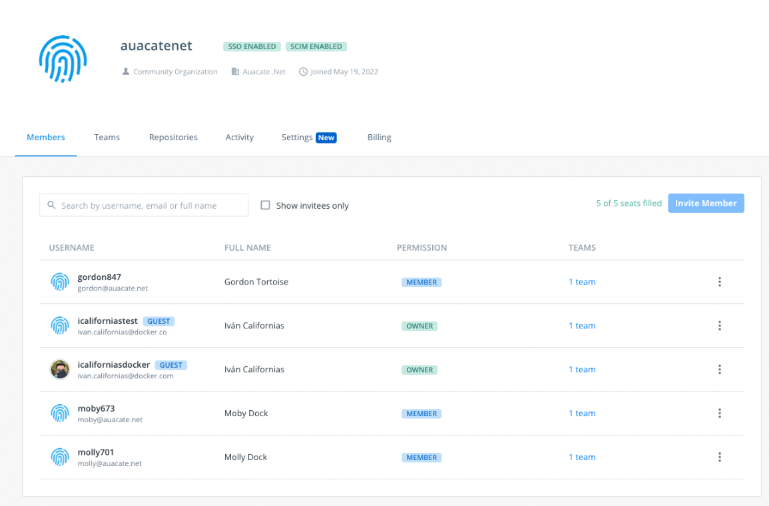 auacatenet SSO ENABLED SCIM ENABLED
Community Organization Auacate .Net Joined May 19, 2022
Members Teams Repositories Activity Settings New Billing
Search by username, email or full name Show invitees only 5 of 5 seats filled Invite Member
USERNAME FULL NAME PERMISSION TEAMS
gordon847
gordon@auacate.net
Gordon Tortoise MEMBER 1 team
icaliforniastest GUEST
ivan.californias@docker.co
Iván Californias OWNER 1 team
icaliforniasdocker GUEST
ivan.californias@docker.com
Iván Californias OWNER 1 team
moby673
moby@auacate.net
Moby Dock MEMBER 1 team
molly701
molly@auacate.net
Molly Dock MEMBER 1 team